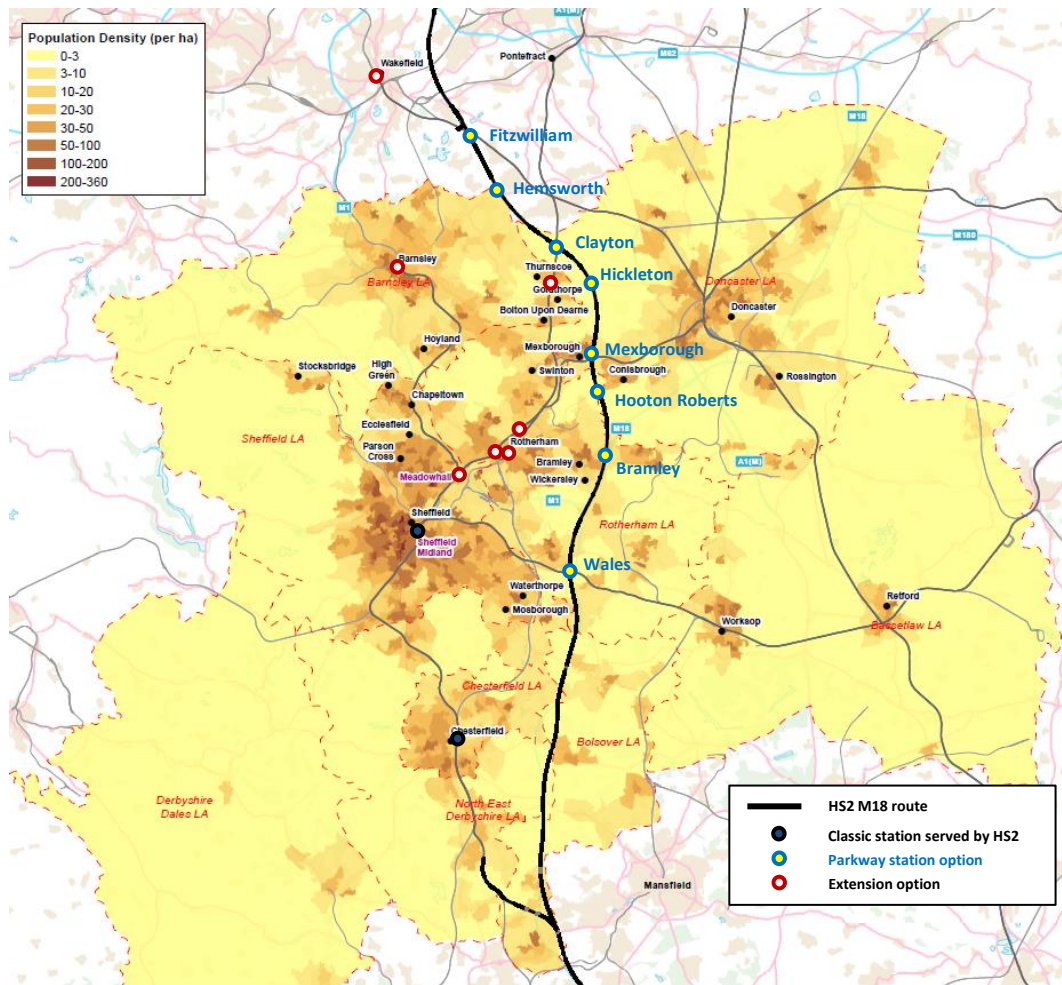 Population Density (per ha)
0-3
3-10
10-20
20-30
30-50
50-100
100-200
200-360
A1(M)
M62
Pontefract
Wakefield
M18
Fitzwilliam
Hemsworth
M1
M180
Clayton
Barnsley
Barnsley LA
Thurnscoe
Hickleton
Goldthorpe
Doncaster LA
Bolton Upon Dearne
Doncaster
Hoyland
Mexborough
Mexborough
Stocksbridge
High
Green
Swinton
Conisbrough
Rossington
Chapeltown
Hooton Roberts
Ecclesfield
M18
Sheffield LA
Rotherham
Parson
Cross
Bramley
Bramley
A1(M)
Meadowhall
Wickersley
M1
Sheffield
Rotherham LA
Sheffield
Midland
Wales
Waterthorpe
Mosborough
Retford
Worksop
Bassetlaw LA
Chesterfield LA
Chesterfield
Bolsover LA
Derbyshire
Dales LA
North East
Derbyshire LA
Mansfield
HS2 M18 route
Classic station served by HS2
Parkway station option
Extension option